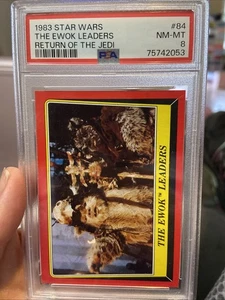 1983 STAR WARS #84
THE EWOK LEADERS NM-MT
RETURN OF THE JEDI 8
PSA 75742053
THE EWOK™ LEADERS